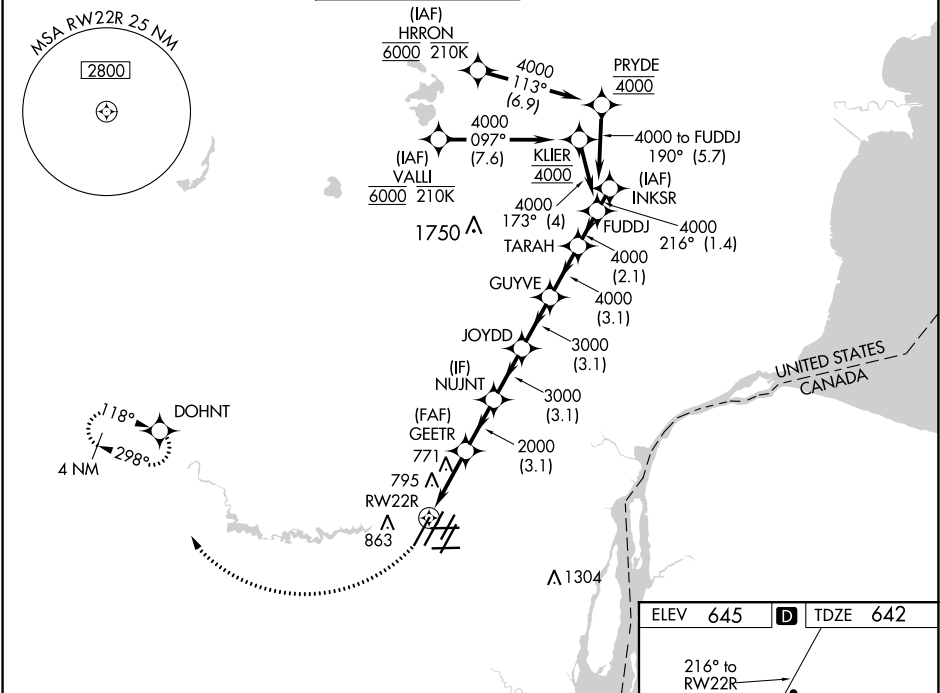 MSA RW22R 25 NM
2800
(IAF)
HRRON
6000 210K
4000
113°
(6.9)
PRYDE
4000
4000
097°
(7.6)
4000 to FUDDJ
190° (5.7)
(IAF)
VALLI
6000 210K
KLIER
4000
(IAF)
INKSR
4000
173° (4)
FUDDJ
4000
216° (1.4)
1750
TARAH
4000
(2.1)
GUYVE
4000
(3.1)
JOYDD
3000
(3.1)
UNITED STATES
CANADA
(IF)
NUJNT
3000
(3.1)
118°
DOHNT
(FAF)
GEETR
2000
(3.1)
4 NM
298°
771
795
RW22R
863
1304
ELEV 645 D TDZE 642
216° to
RW22R